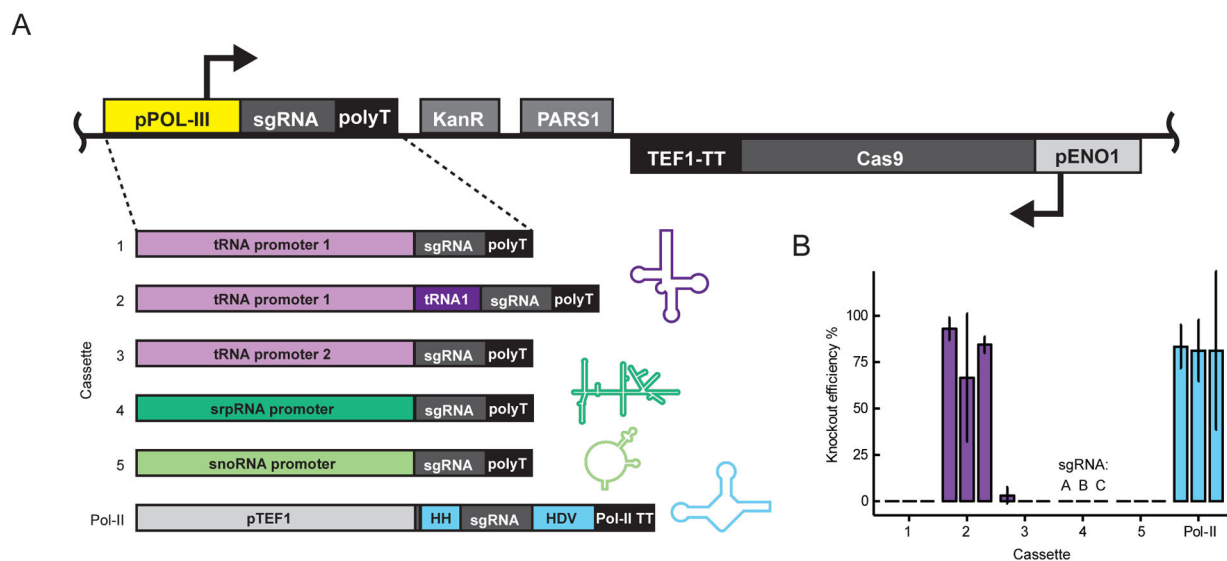 A
pPOL-III sgRNA polyT KanR PARS1
TEF1-TT Cas9 pENO1
Cassette
1 tRNA promoter 1 sgRNA polyT
2 tRNA promoter 1 tRNA1 sgRNA polyT
3 tRNA promoter 2 sgRNA polyT
4 srpRNA promoter sgRNA polyT
5 snoRNA promoter sgRNA polyT
Pol-II pTEF1 HH sgRNA HDV Pol-II TT
B
Knockout efficiency %
100
75
50
25
0
sgRNA:
A B C
1 2 3 4 5 Pol-II
Cassette